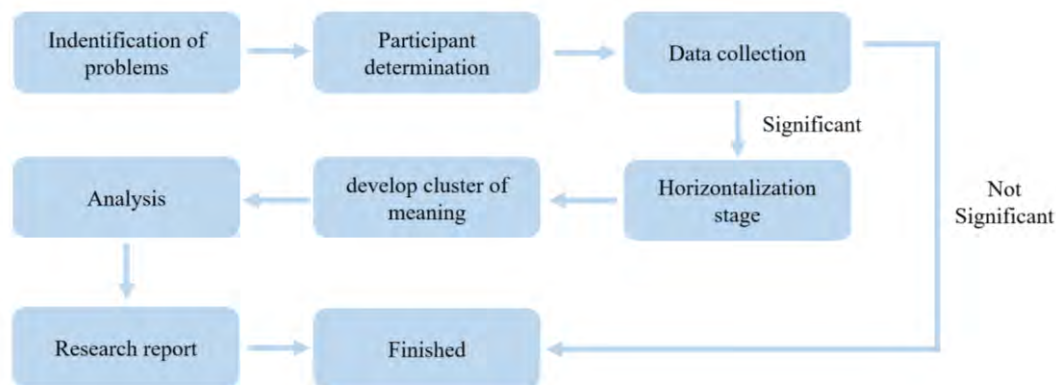 Indentification of
problems
Participant
determination
Data collection
Significant
Not
Significant
Analysis
develop cluster of
meaning
Horizontalization
stage
Research report
Finished